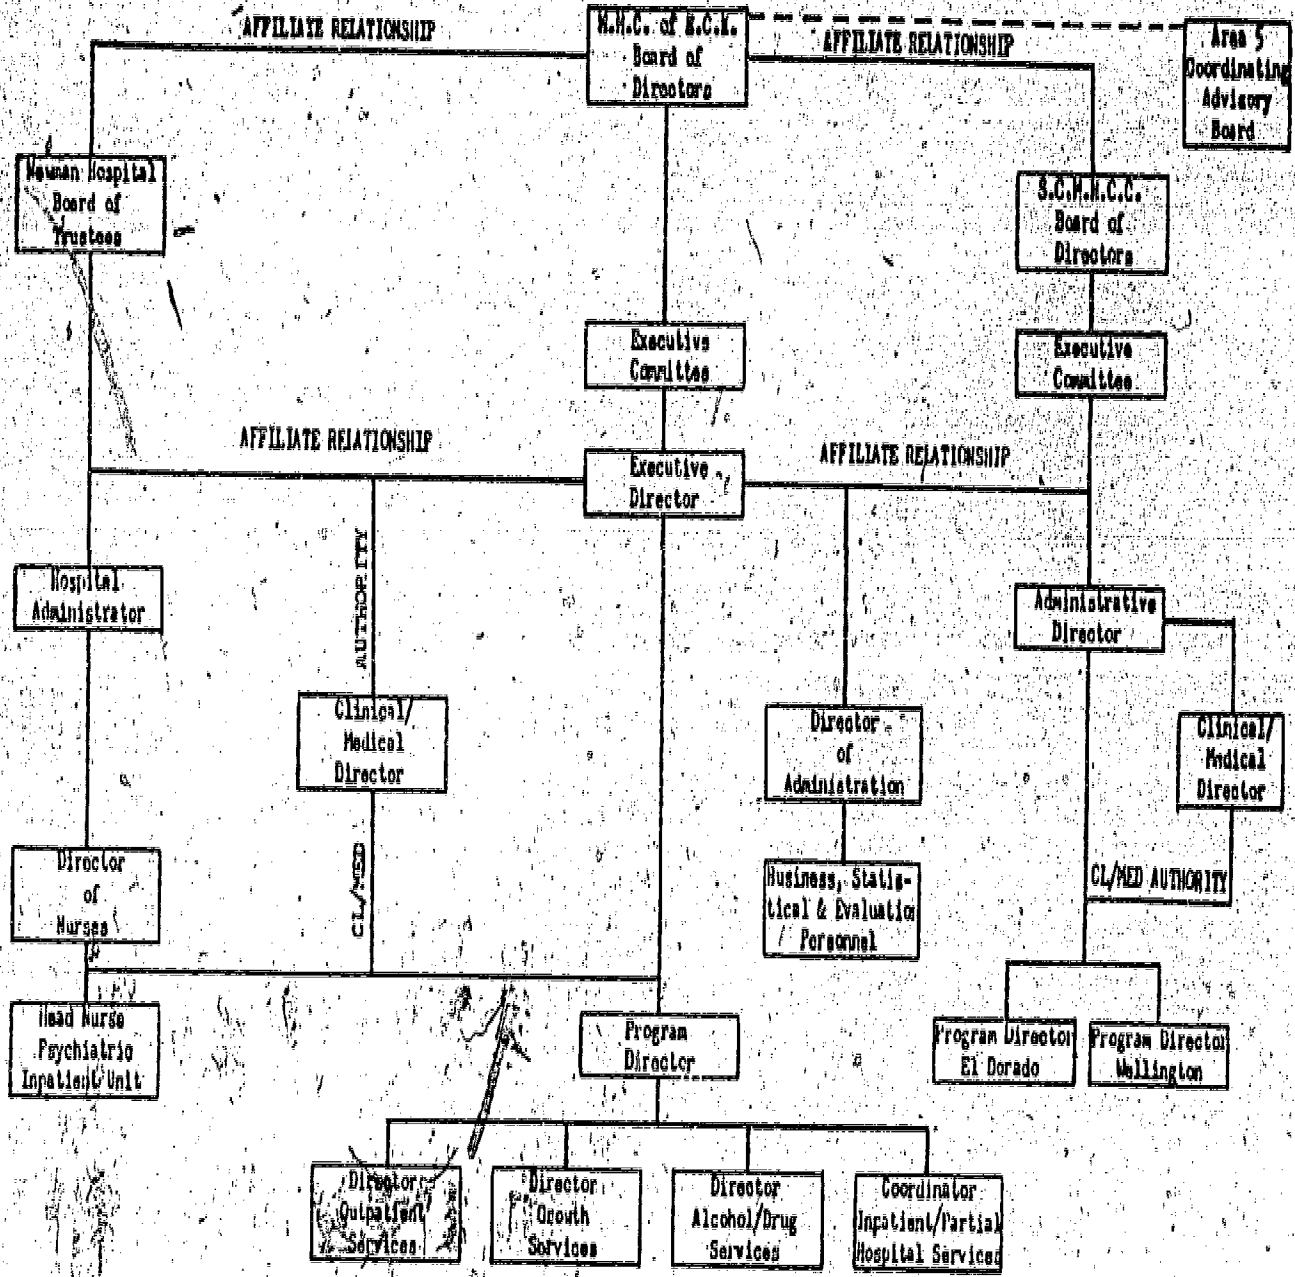 AFFILIATE RELATIONSHIP
M.H.C. of E.C.K.
Board of
Directors
AFFILIATE RELATIONSHIP
Area 5
Coordinating
Advisory
Board
Newman Hospital
Board of
Trustees
S.C.M.H.C.C.
Board of
Directors
Executive
Committee
Executive
Committee
AFFILIATE RELATIONSHIP
Executive
Director
AFFILIATE RELATIONSHIP
Hospital
Administrator
AUTHORITY
Administrative
Director
Clinical/
Medical
Director
Director
of
Administration
Clinical/
Medical
Director
Director
of
Nurses
CL/MED
Business, Statis-
tical & Evaluation
Personnel
CL/MED AUTHORITY
Head Nurse
Psychiatric
Inpatient Unit
Program
Director
Program Director
El Dorado
Program Director
Wellington
Director
Outpatient
Services
Director
Growth
Services
Director
Alcohol/Drug
Services
Coordinator
Inpatient/Partial
Hospital Services